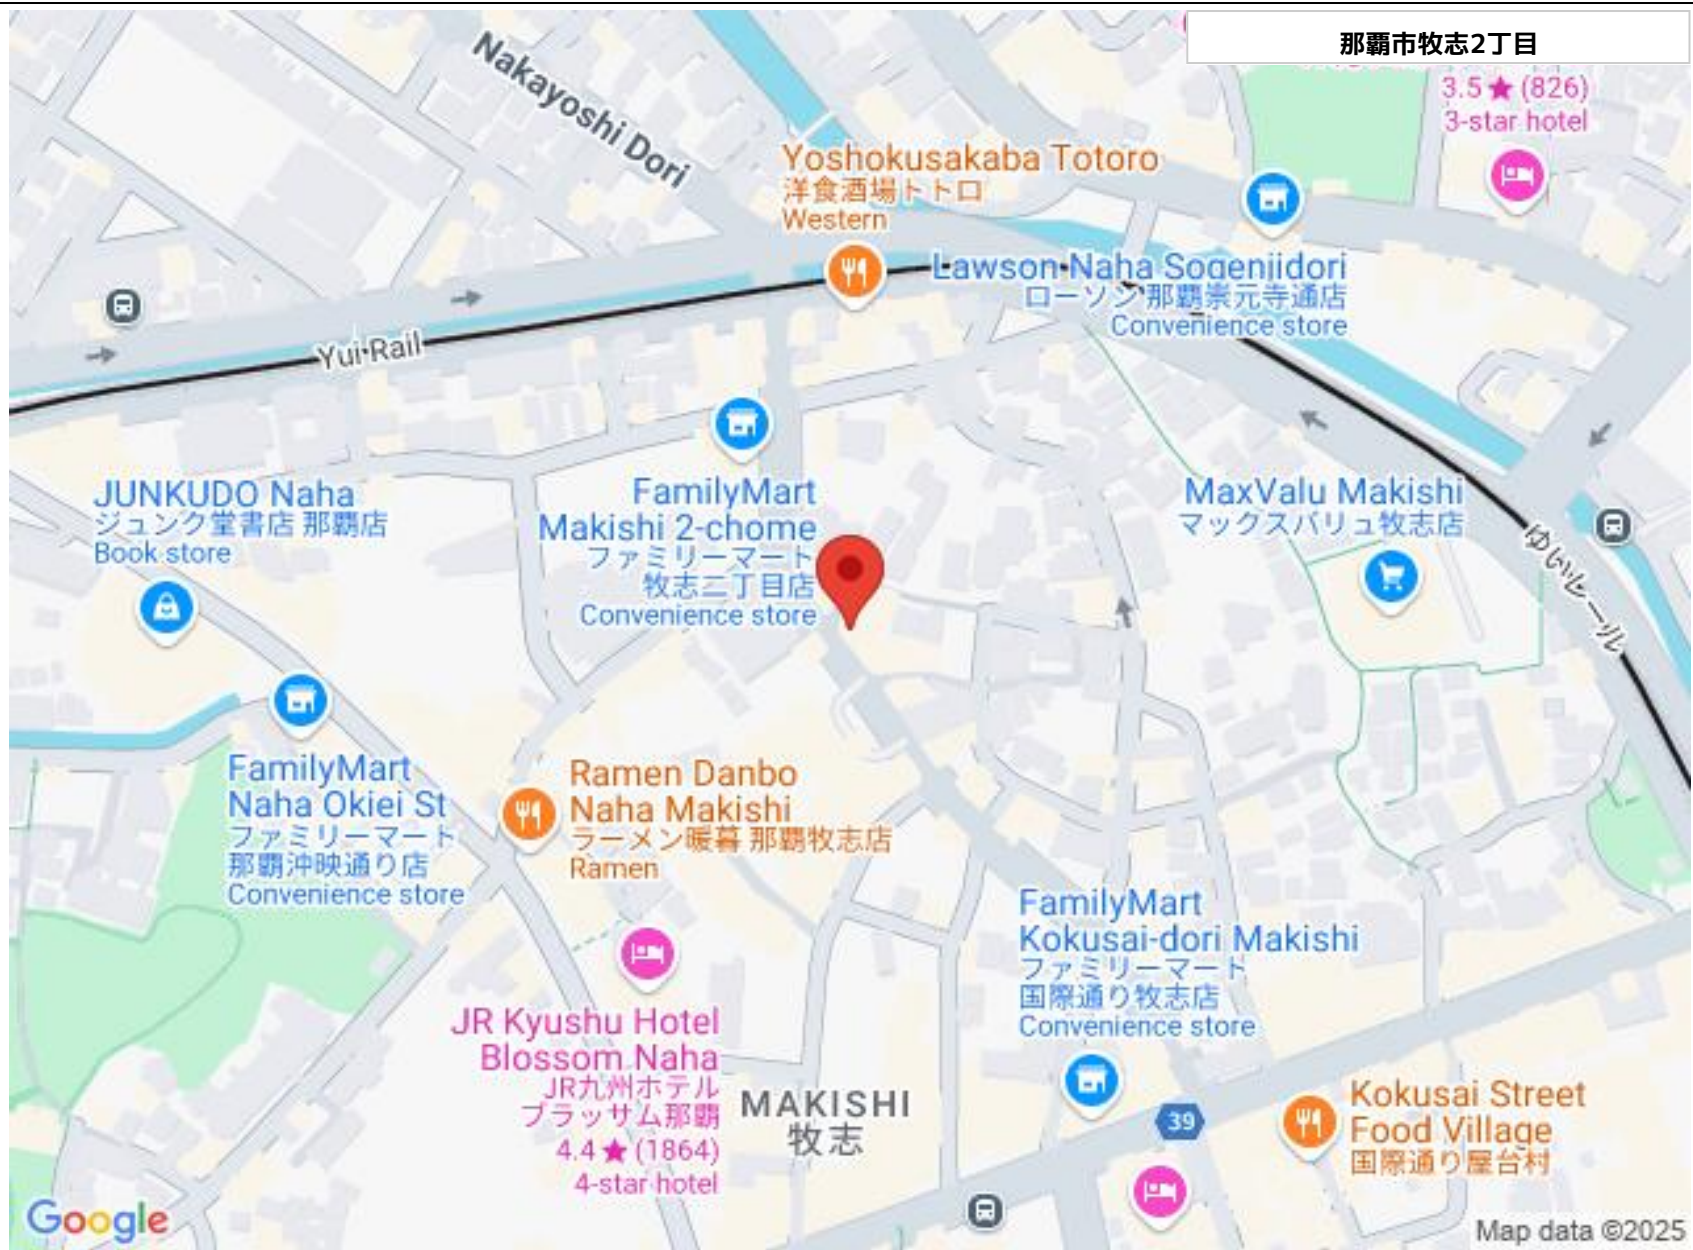 那覇市牧志2丁目
Nakayoshi Dori
3.5 ★ (826)
3-star hotel
Yoshokusakaba Totoro
洋食酒場トトロ
Western
Lawson Naha Sogenjidori
ローソン 那覇崇元寺通店
Convenience store
Yui Rail
JUNKUDO Naha
ジュンク堂書店 那覇店
Book store
FamilyMart
Makishi 2-chome
ファミリーマート
牧志二丁目店
Convenience store
MaxValu Makishi
マックスバリュ牧志店
ゆいレール
FamilyMart
Naha Okiei St
ファミリーマート
那覇沖映通り店
Convenience store
Ramen Danbo
Naha Makishi
ラーメン暖暮 那覇牧志店
Ramen
FamilyMart
Kokusai-dori Makishi
ファミリーマート
国際通り牧志店
Convenience store
JR Kyushu Hotel
Blossom Naha
JR九州ホテル
ブラッサム那覇
4.4 ★ (1864)
4-star hotel
MAKISHI
牧志
39
Kokusai Street
Food Village
国際通り屋台村
Google
Map data ©2025